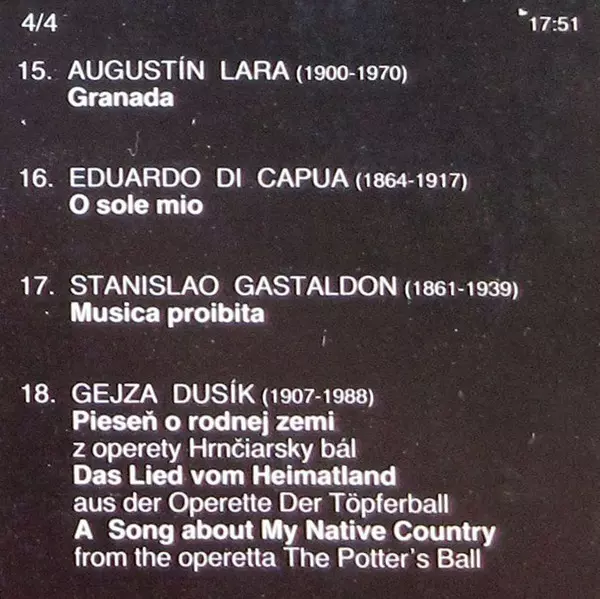 4/4 17:51
15. AUGUSTÍN LARA (1900-1970)
Granada
16. EDUARDO DI CAPUA (1864-1917)
O sole mio
17. STANISLAO GASTALDON (1861-1939)
Musica proibita
18. GEJZA DUSÍK (1907-1988)
Pieseň o rodnej zemi
z operety Hrnčiarsky bál
Das Lied vom Heimatland
aus der Operette Der Töpferball
A Song about My Native Country
from the operetta The Potter's Ball